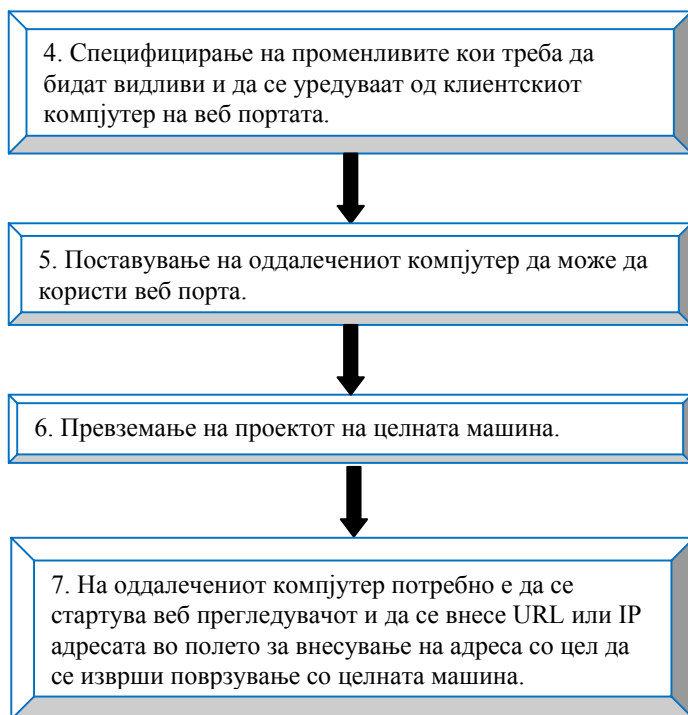 4. Специфицирање на променливите кои треба да
бидат видливи и да се уредуваат од клиентскиот
компјутер на веб портата.
5. Поставување на оддалечениот компјутер да може да
користи веб порта.
6. Превземање на проектот на целната машина.
7. На оддалечениот компјутер потребно е да се
стартува веб прегледувачот и да се внесе URL или IP
адресата во полето за внесување на адреса со цел да
се изврши поврзување со целната машина.